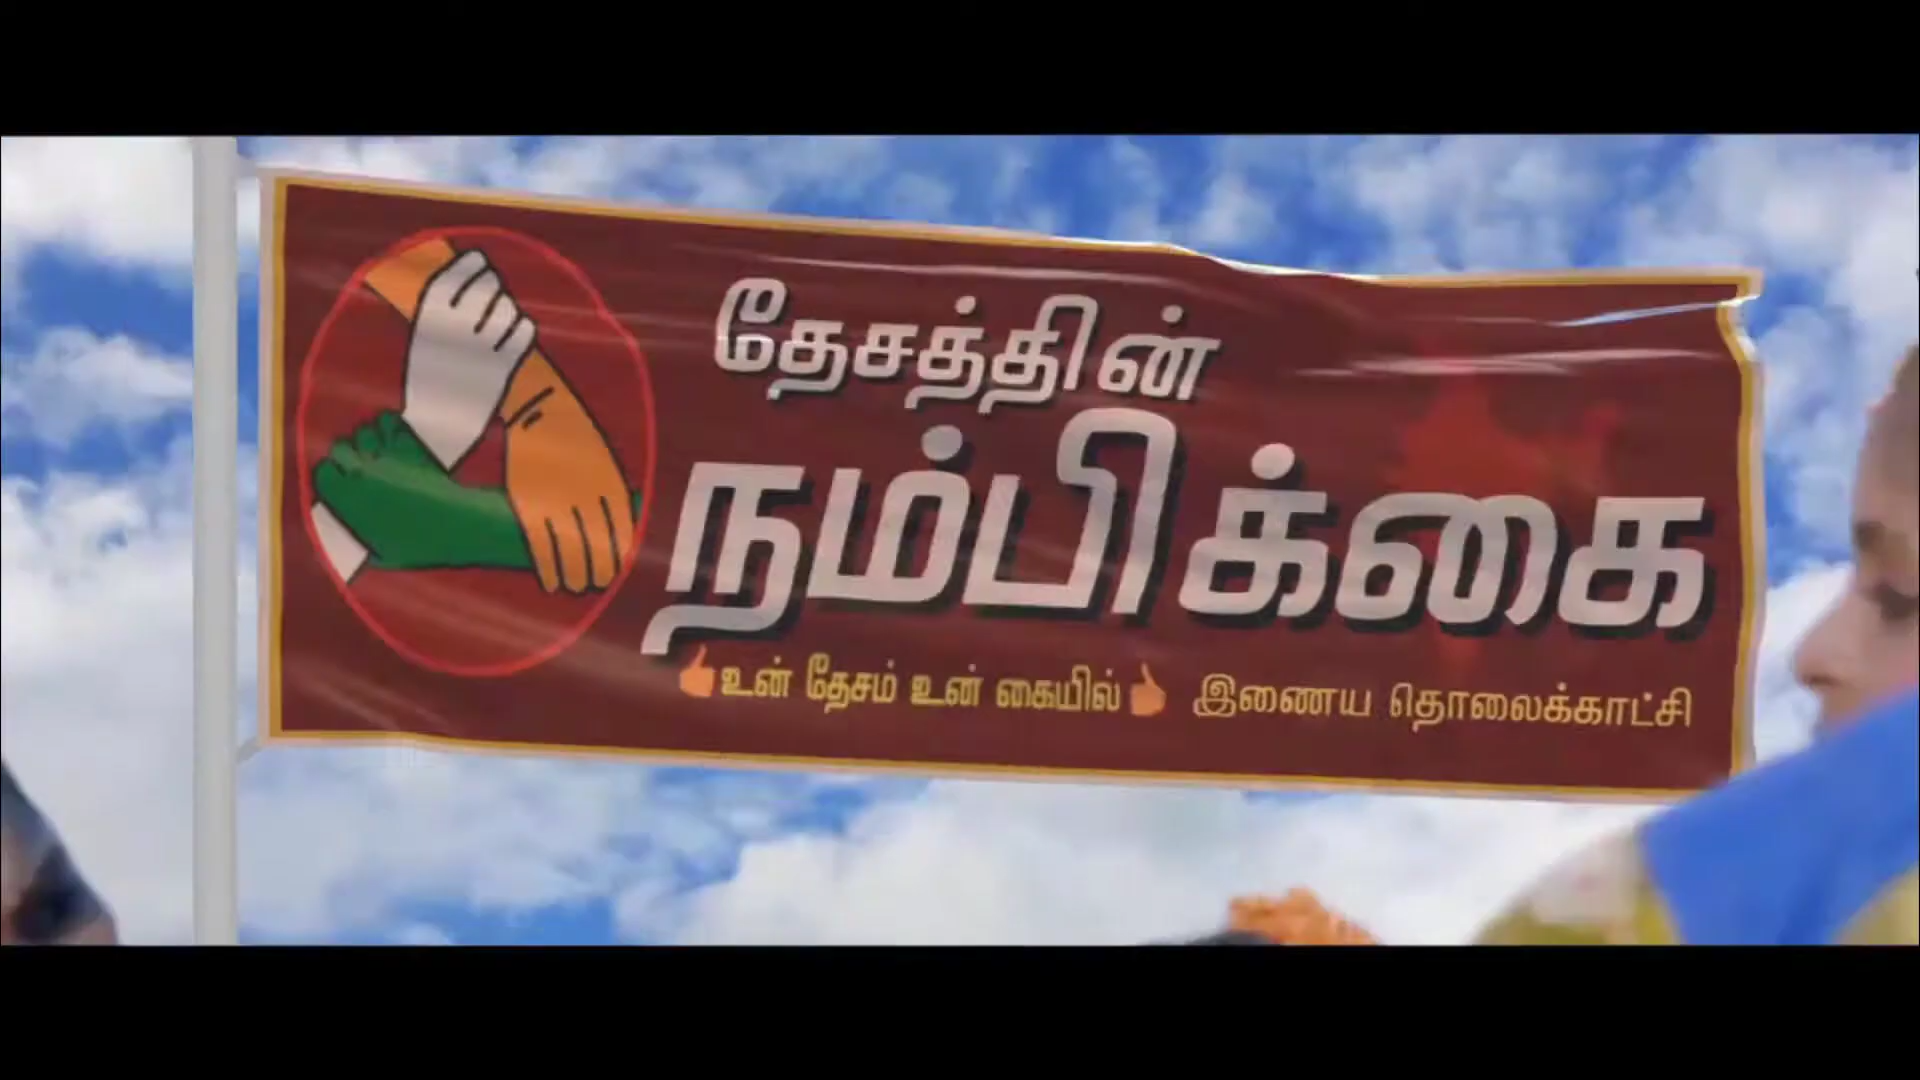 தேசத்தின்
நம்பிக்கை
உன் தேசம் உன் கையில் இணைய தொலைக்காட்சி